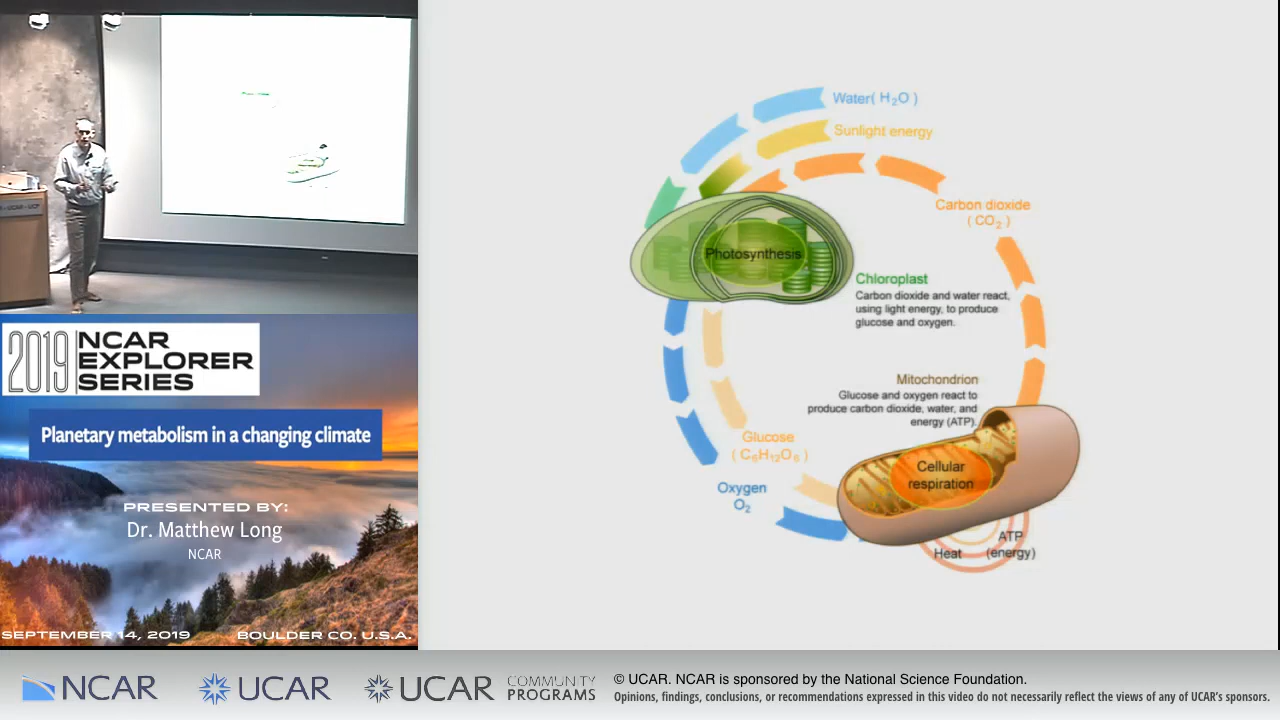 2019
NCAR
EXPLORER
SERIES
Planetary metabolism in a changing climate
PRESENTED BY:
Dr. Matthew Long
NCAR
SEPTEMBER 14, 2019
BOULDER CO. U.S.A.
Water( H₂O )
Sunlight energy
Carbon dioxide
( CO₂ )
Photosynthesis
Chloroplast
Carbon dioxide and water react,
using light energy, to produce
glucose and oxygen.
Mitochondrion
Glucose and oxygen react to
produce carbon dioxide, water, and
energy (ATP).
Glucose
( C₆H₁₂O₆ )
Oxygen
O₂
Cellular
respiration
Heat
ATP
(energy)
NCAR
UCAR
UCAR
COMMUNITY
PROGRAMS
© UCAR. NCAR is sponsored by the National Science Foundation.
Opinions, findings, conclusions, or recommendations expressed in this video do not necessarily reflect the views of any of UCAR's sponsors.